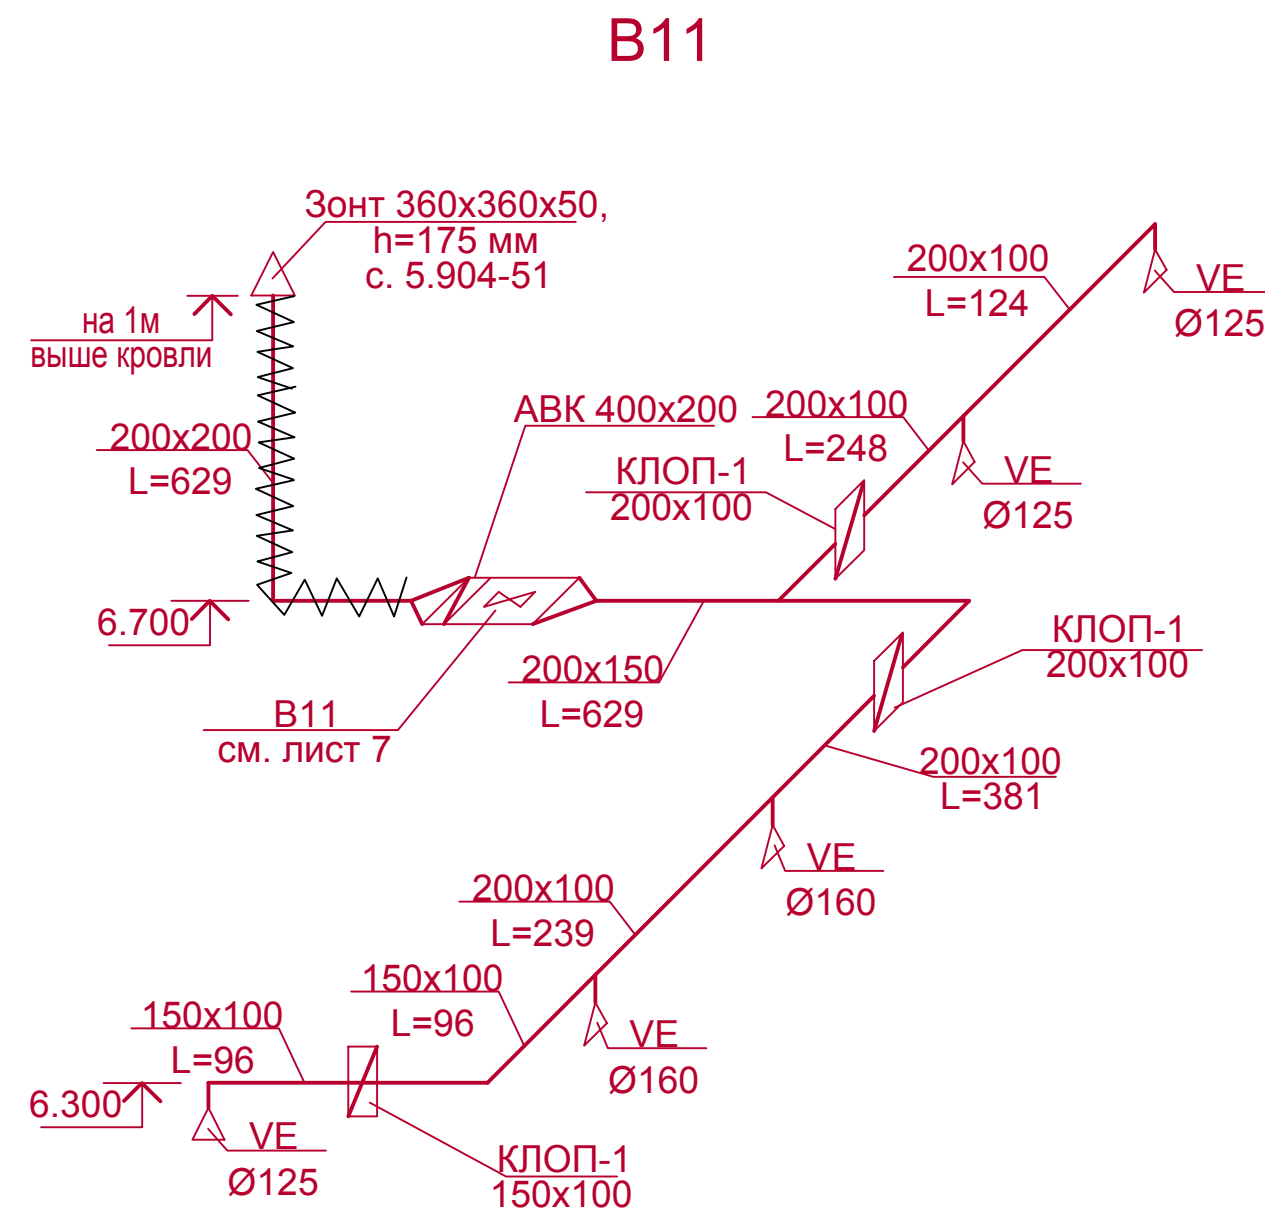 В11
Зонт 360х360х50,
h=175 мм
с. 5.904-51
на 1м
выше кровли
200х200
L=629
6.700
АВК 400х200
КЛОП-1
200х100
200х100
L=248
200х100
L=124
VE
Ø125
VE
Ø125
200х150
L=629
В11
см. лист 7
КЛОП-1
200х100
200х100
L=381
VE
Ø160
200х100
L=239
VE
Ø160
150х100
L=96
150х100
L=96
6.300
VE
Ø125
КЛОП-1
150х100